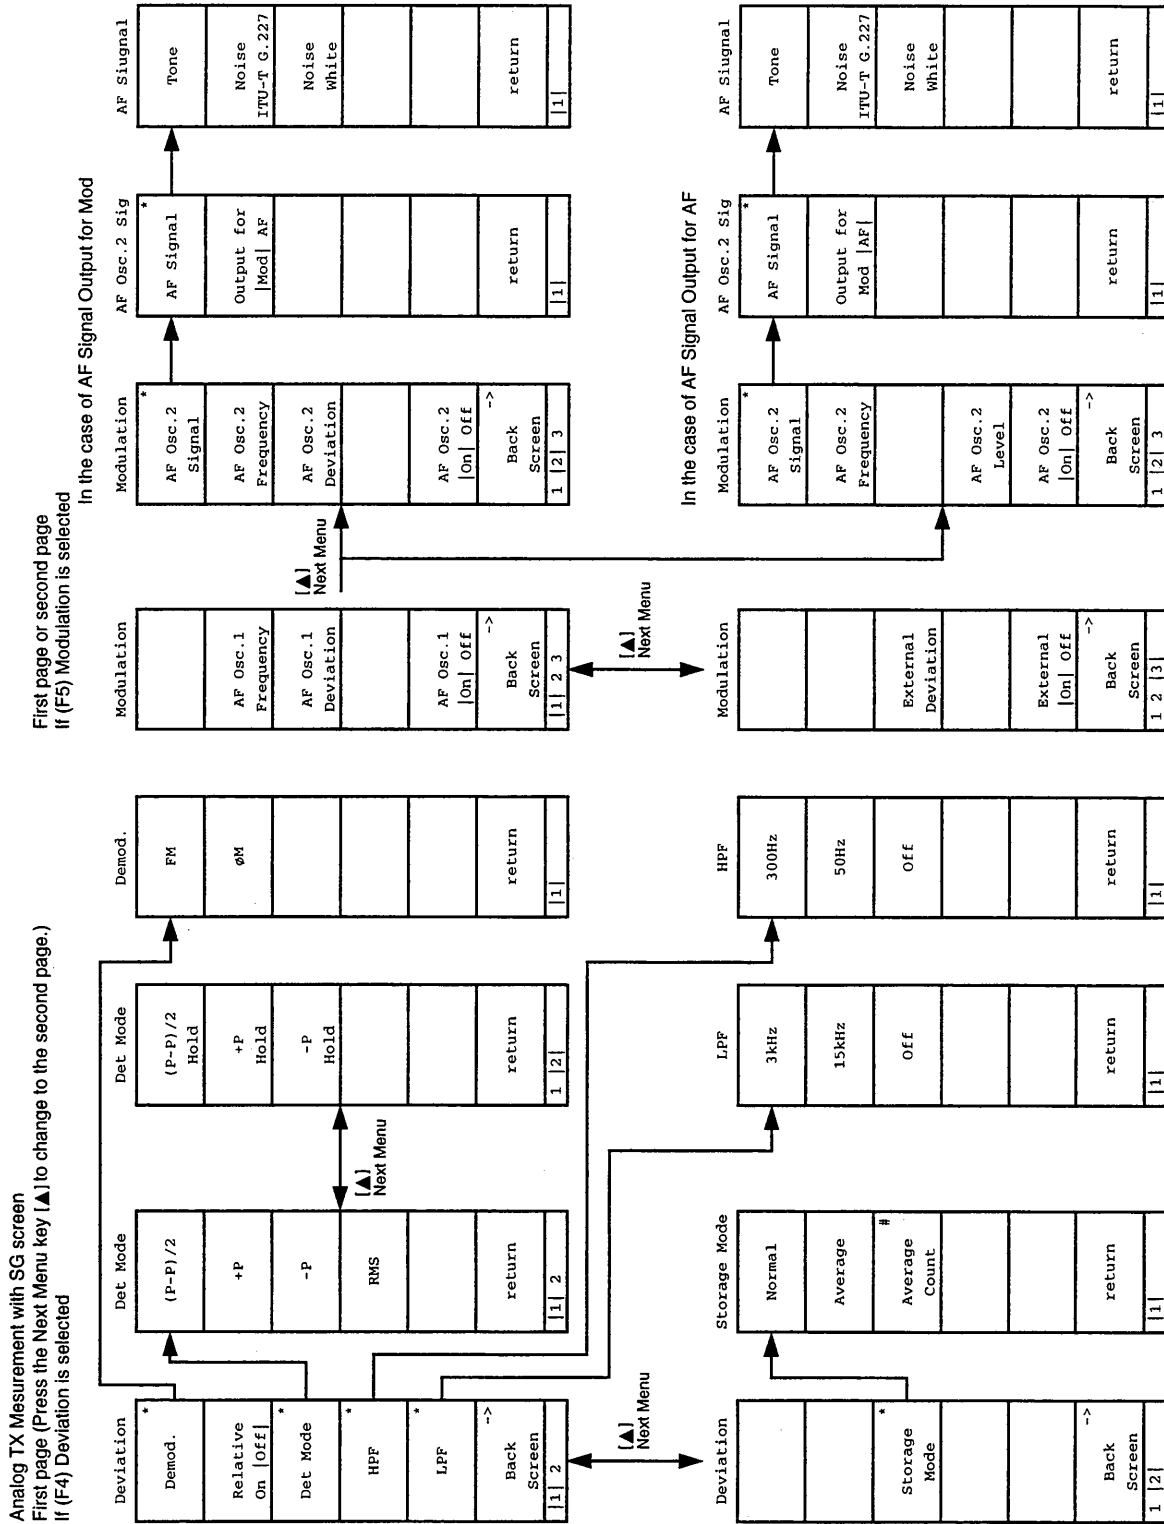 Analog TX Mesurement with SG screen
First page (Press the Next Menu key [▲] to change to the second page.)
If (F4) Deviation is selected
Deviation
Demod.
*
Relative
On |Off|
Det Mode
*
HPF
*
LPF
*
->
Back
Screen
|1| 2
[▲]
Next Menu
Deviation
Storage
Mode
*
->
Back
Screen
1 |2|
Det Mode
(P-P)/2
+P
-P
RMS
return
|1| 2
[▲]
Next Menu
Det Mode
(P-P)/2
Hold
+P
Hold
-P
Hold
return
1 |2|
Demod.
FM
øM
return
|1|
Storage Mode
Normal
Average
#
Average
Count
return
|1|
LPF
3kHz
15kHz
Off
return
|1|
HPF
300Hz
50Hz
Off
return
|1|
First page or second page
If (F5) Modulation is selected
Modulation
AF Osc.1
Frequency
AF Osc.1
Deviation
AF Osc.1
|On| Off
->
Back
Screen
|1| 2 3
[▲]
Next Menu
Modulation
External
Deviation
External
|On| Off
->
Back
Screen
1 2 |3|
[▲]
Next Menu
In the case of AF Signal Output for Mod
Modulation
*
AF Osc.2
Signal
AF Osc.2
Frequency
AF Osc.2
Deviation
AF Osc.2
|On| Off
->
Back
Screen
1 |2| 3
AF Osc.2 Sig
*
AF Signal
Output for
|Mod| AF
return
|1|
AF Siugnal
Tone
Noise
ITU-T G.227
Noise
White
return
|1|
In the case of AF Signal Output for AF
Modulation
*
AF Osc.2
Signal
AF Osc.2
Frequency
AF Osc.2
Level
AF Osc.2
|On| Off
->
Back
Screen
1 |2| 3
AF Osc.2 Sig
*
AF Signal
Output for
Mod |AF|
return
|1|
AF Siugnal
Tone
Noise
ITU-T G.227
Noise
White
return
|1|